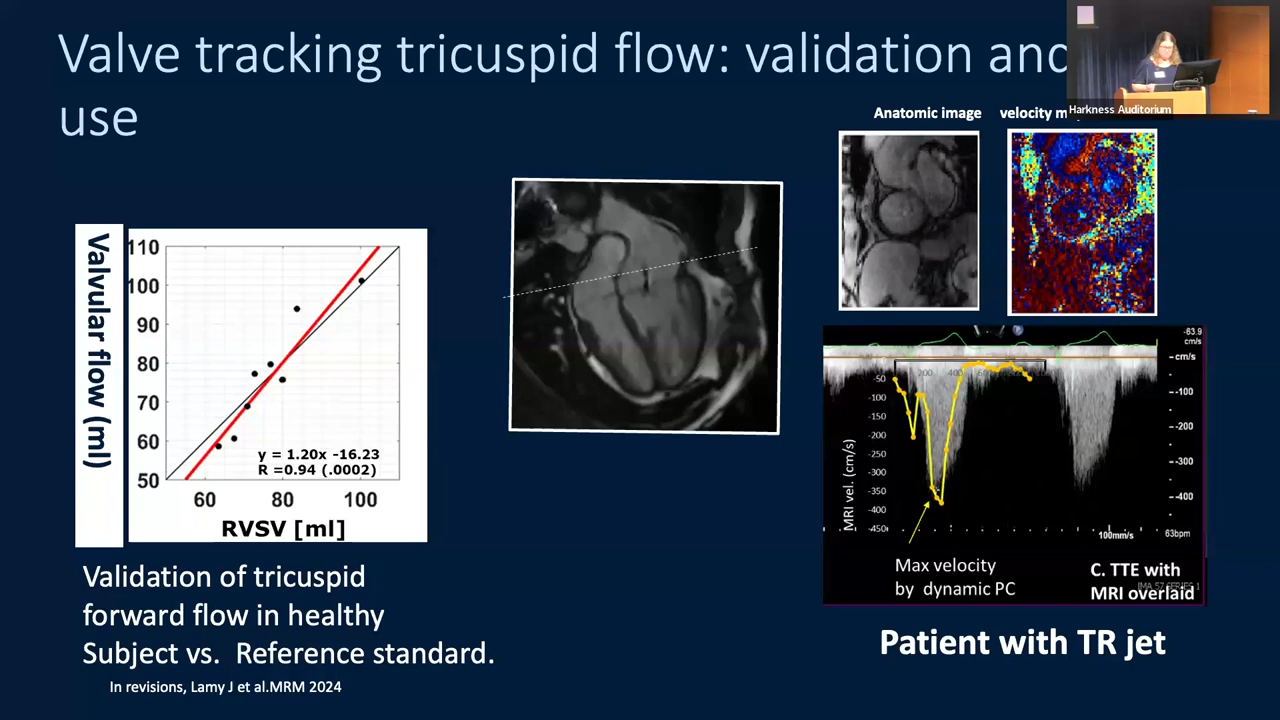 Valve tracking tricuspid flow: validation and
use
Harkness Auditorium
Anatomic image
velocity
Valvular flow (ml)
110
100
90
80
70
60
50
y = 1.20x -16.23
R =0.94 (.0002)
60 80 100
RVSV [ml]
Validation of tricuspid
forward flow in healthy
Subject vs. Reference standard.
In revisions, Lamy J et al.MRM 2024
-63.9
cm/s
-cm/s
-100
-200
-300
-400
200 400
-50
-100
-150
-200
-250
-300
-350
-400
-450
MRI vel. (cm/s)
100mm/s
63bpm
Max velocity
by dynamic PC
C. TTE with
MRI overlaid
Patient with TR jet